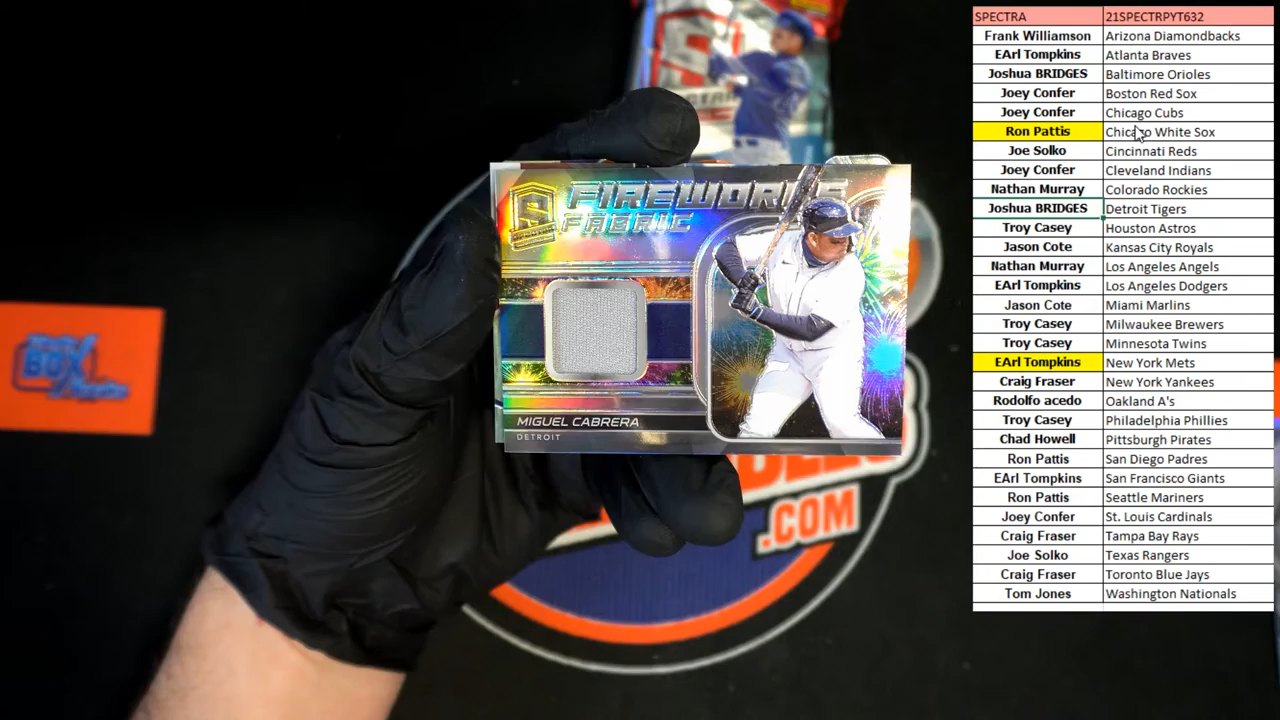 SPECTRA 21SPECTRPYT632
Frank Williamson Arizona Diamondbacks
EArl Tompkins Atlanta Braves
Joshua BRIDGES Baltimore Orioles
Joey Confer Boston Red Sox
Joey Confer Chicago Cubs
Ron Pattis Chicago White Sox
Joe Solko Cincinnati Reds
Joey Confer Cleveland Indians
Nathan Murray Colorado Rockies
Joshua BRIDGES Detroit Tigers
Troy Casey Houston Astros
Jason Cote Kansas City Royals
Nathan Murray Los Angeles Angels
EArl Tompkins Los Angeles Dodgers
Jason Cote Miami Marlins
Troy Casey Milwaukee Brewers
Troy Casey Minnesota Twins
EArl Tompkins New York Mets
Craig Fraser New York Yankees
Rodolfo acedo Oakland A's
Troy Casey Philadelphia Phillies
Chad Howell Pittsburgh Pirates
Ron Pattis San Diego Padres
EArl Tompkins San Francisco Giants
Ron Pattis Seattle Mariners
Joey Confer St. Louis Cardinals
Craig Fraser Tampa Bay Rays
Joe Solko Texas Rangers
Craig Fraser Toronto Blue Jays
Tom Jones Washington Nationals
FIREWORKS
FABRIC
MIGUEL CABRERA
DETROIT
BOX
.COM